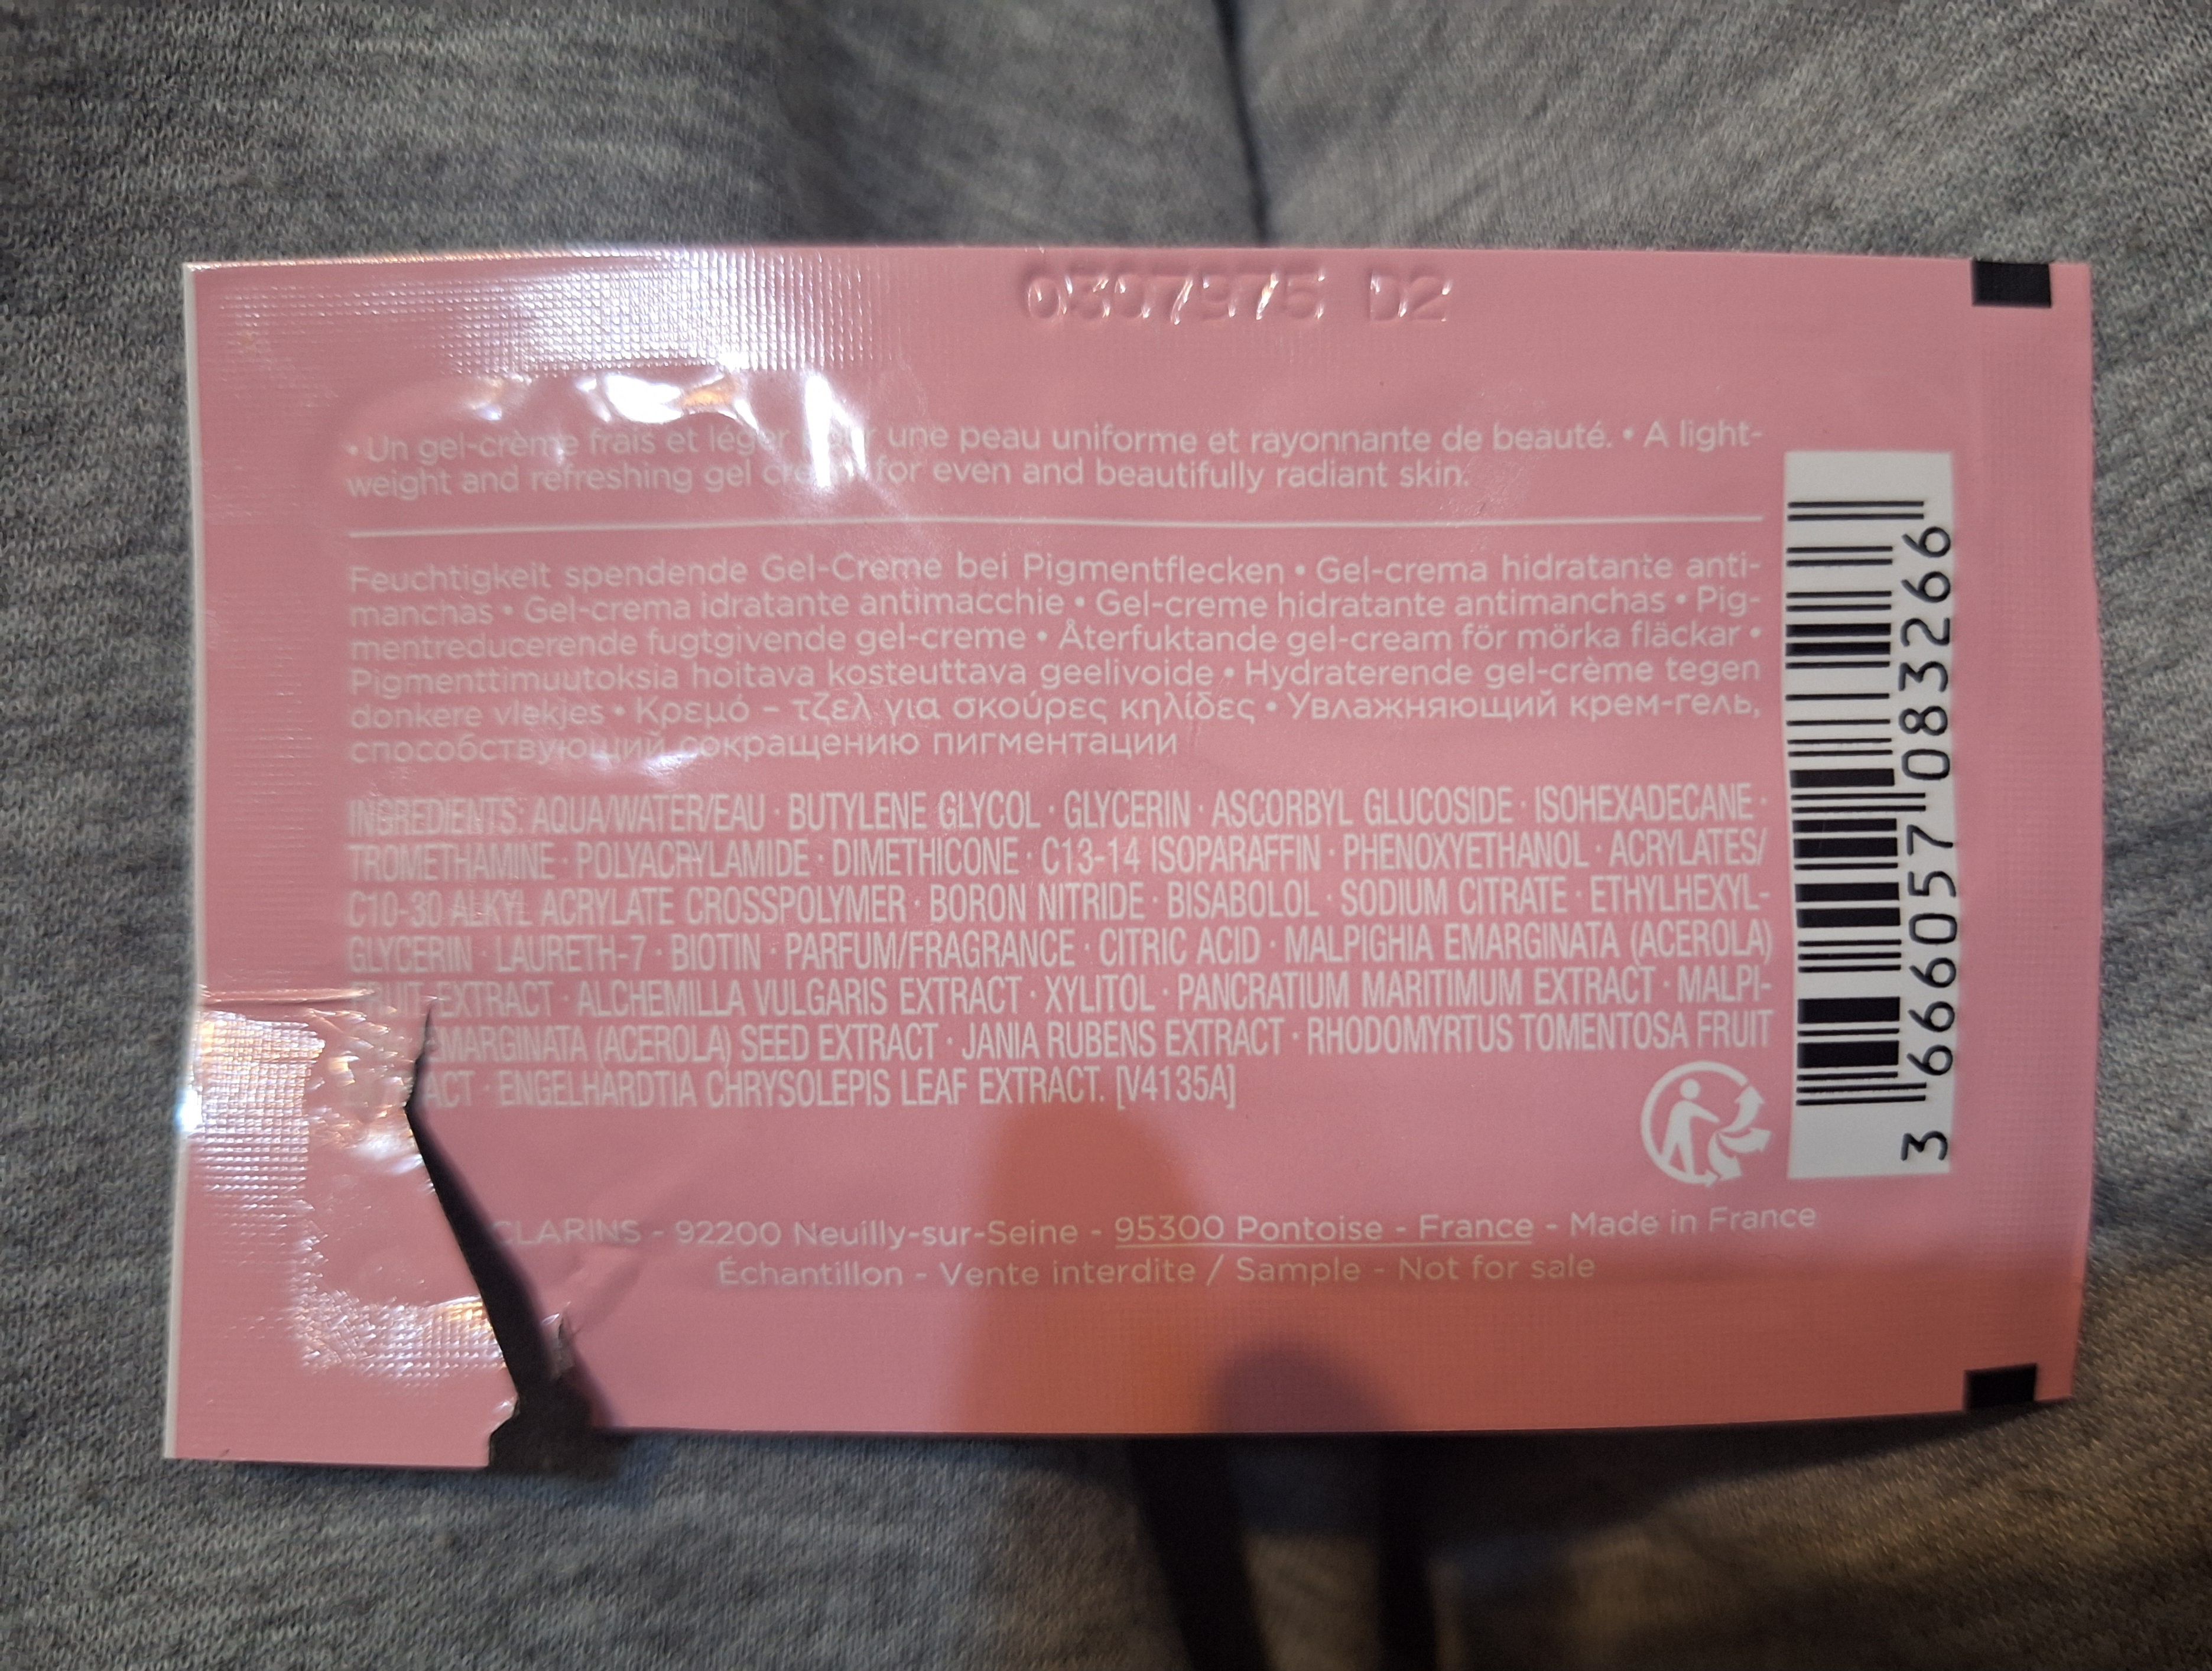 0307975 D2
• Un gel-crème frais et léger pour une peau uniforme et rayonnante de beauté. • A light-
weight and refreshing gel cream for even and beautifully radiant skin.
Feuchtigkeit spendende Gel-Creme bei Pigmentflecken • Gel-crema hidratante anti-
manchas • Gel-crema idratante antimacchie • Gel-creme hidratante antimanchas • Pig-
mentreducerende fugtgivende gel-creme • Återfuktande gel-cream för mörka fläckar •
Pigmenttimuutoksia hoitava kosteuttava geelivoide • Hydraterende gel-crème tegen
donkere vlekjes • Κρεμό – τζελ για σκούρες κηλίδες • Увлажняющий крем-гель,
способствующий сокращению пигментации
INGREDIENTS: AQUA/WATER/EAU · BUTYLENE GLYCOL · GLYCERIN · ASCORBYL GLUCOSIDE · ISOHEXADECANE ·
TROMETHAMINE · POLYACRYLAMIDE · DIMETHICONE · C13-14 ISOPARAFFIN · PHENOXYETHANOL · ACRYLATES/
C10-30 ALKYL ACRYLATE CROSSPOLYMER · BORON NITRIDE · BISABOLOL · SODIUM CITRATE · ETHYLHEXYL-
GLYCERIN · LAURETH-7 · BIOTIN · PARFUM/FRAGRANCE · CITRIC ACID · MALPIGHIA EMARGINATA (ACEROLA)
FRUIT EXTRACT · ALCHEMILLA VULGARIS EXTRACT · XYLITOL · PANCRATIUM MARITIMUM EXTRACT · MALPI-
EMARGINATA (ACEROLA) SEED EXTRACT · JANIA RUBENS EXTRACT · RHODOMYRTUS TOMENTOSA FRUIT
ACT · ENGELHARDTIA CHRYSOLEPIS LEAF EXTRACT. [V4135A]
CLARINS - 92200 Neuilly-sur-Seine - 95300 Pontoise - France - Made in France
Échantillon - Vente interdite / Sample - Not for sale
3 666057 083266